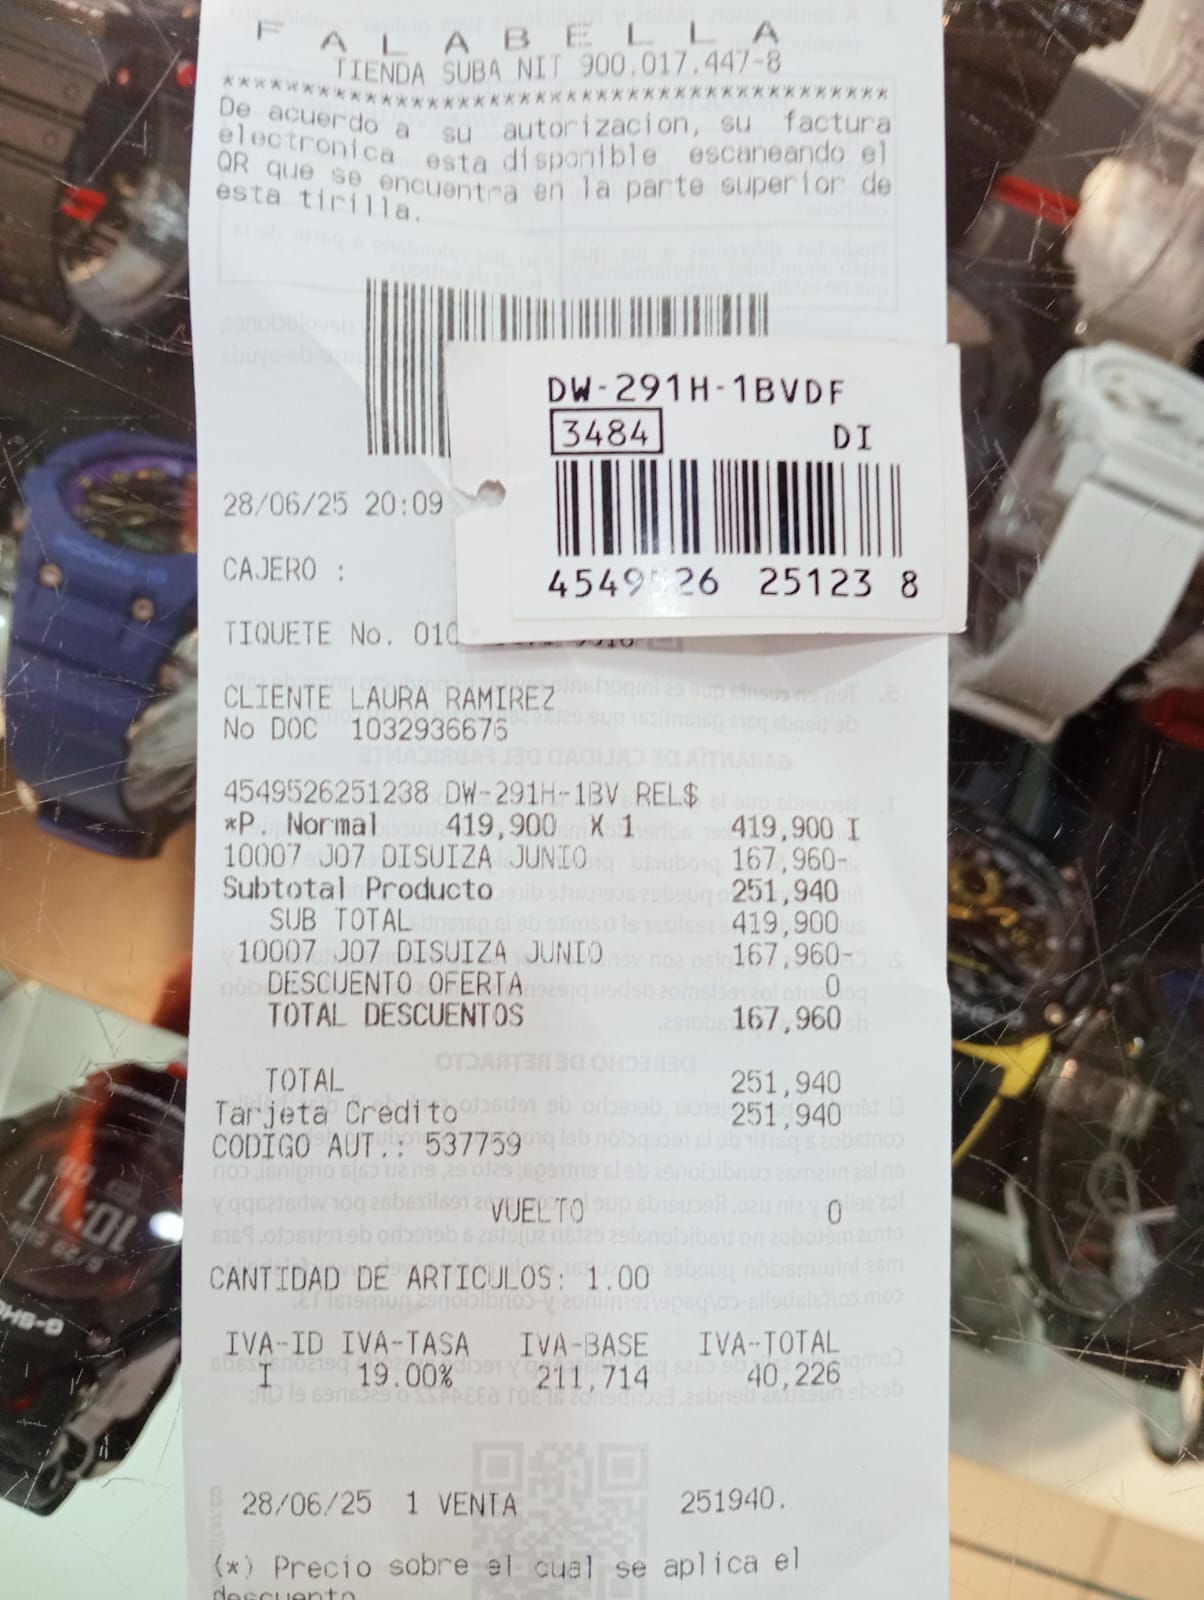 F A L A B E L L A
TIENDA SUBA NIT 900.017.447-8
****************************************
De acuerdo a su autorizacion, su factura
electronica esta disponible escaneando el
QR que se encuentra en la parte superior de
esta tirilla.
DW-291H-1BVDF
3484 DI
4549526 25123 8
28/06/25 20:09
CAJERO :
TIQUETE No. 010
CLIENTE LAURA RAMIREZ
No DOC 1032936675
4549526251238 DW-291H-1BV REL$
*P. Normal 419,900 X 1 419,900 I
10007 J07 DISUIZA JUNIO 167,960-
Subtotal Producto 251,940
SUB TOTAL 419,900
10007 J07 DISUIZA JUNIO 167,960-
DESCUENTO OFERTA 0
TOTAL DESCUENTOS 167,960
TOTAL 251,940
Tarjeta Credito 251,940
CODIGO AUT.: 537759
VUELTO 0
CANTIDAD DE ARTICULOS: 1.00
IVA-ID IVA-TASA IVA-BASE IVA-TOTAL
I 19.00% 211,714 40,226
28/06/25 1 VENTA 251940.
(*) Precio sobre el cual se aplica el
descuento